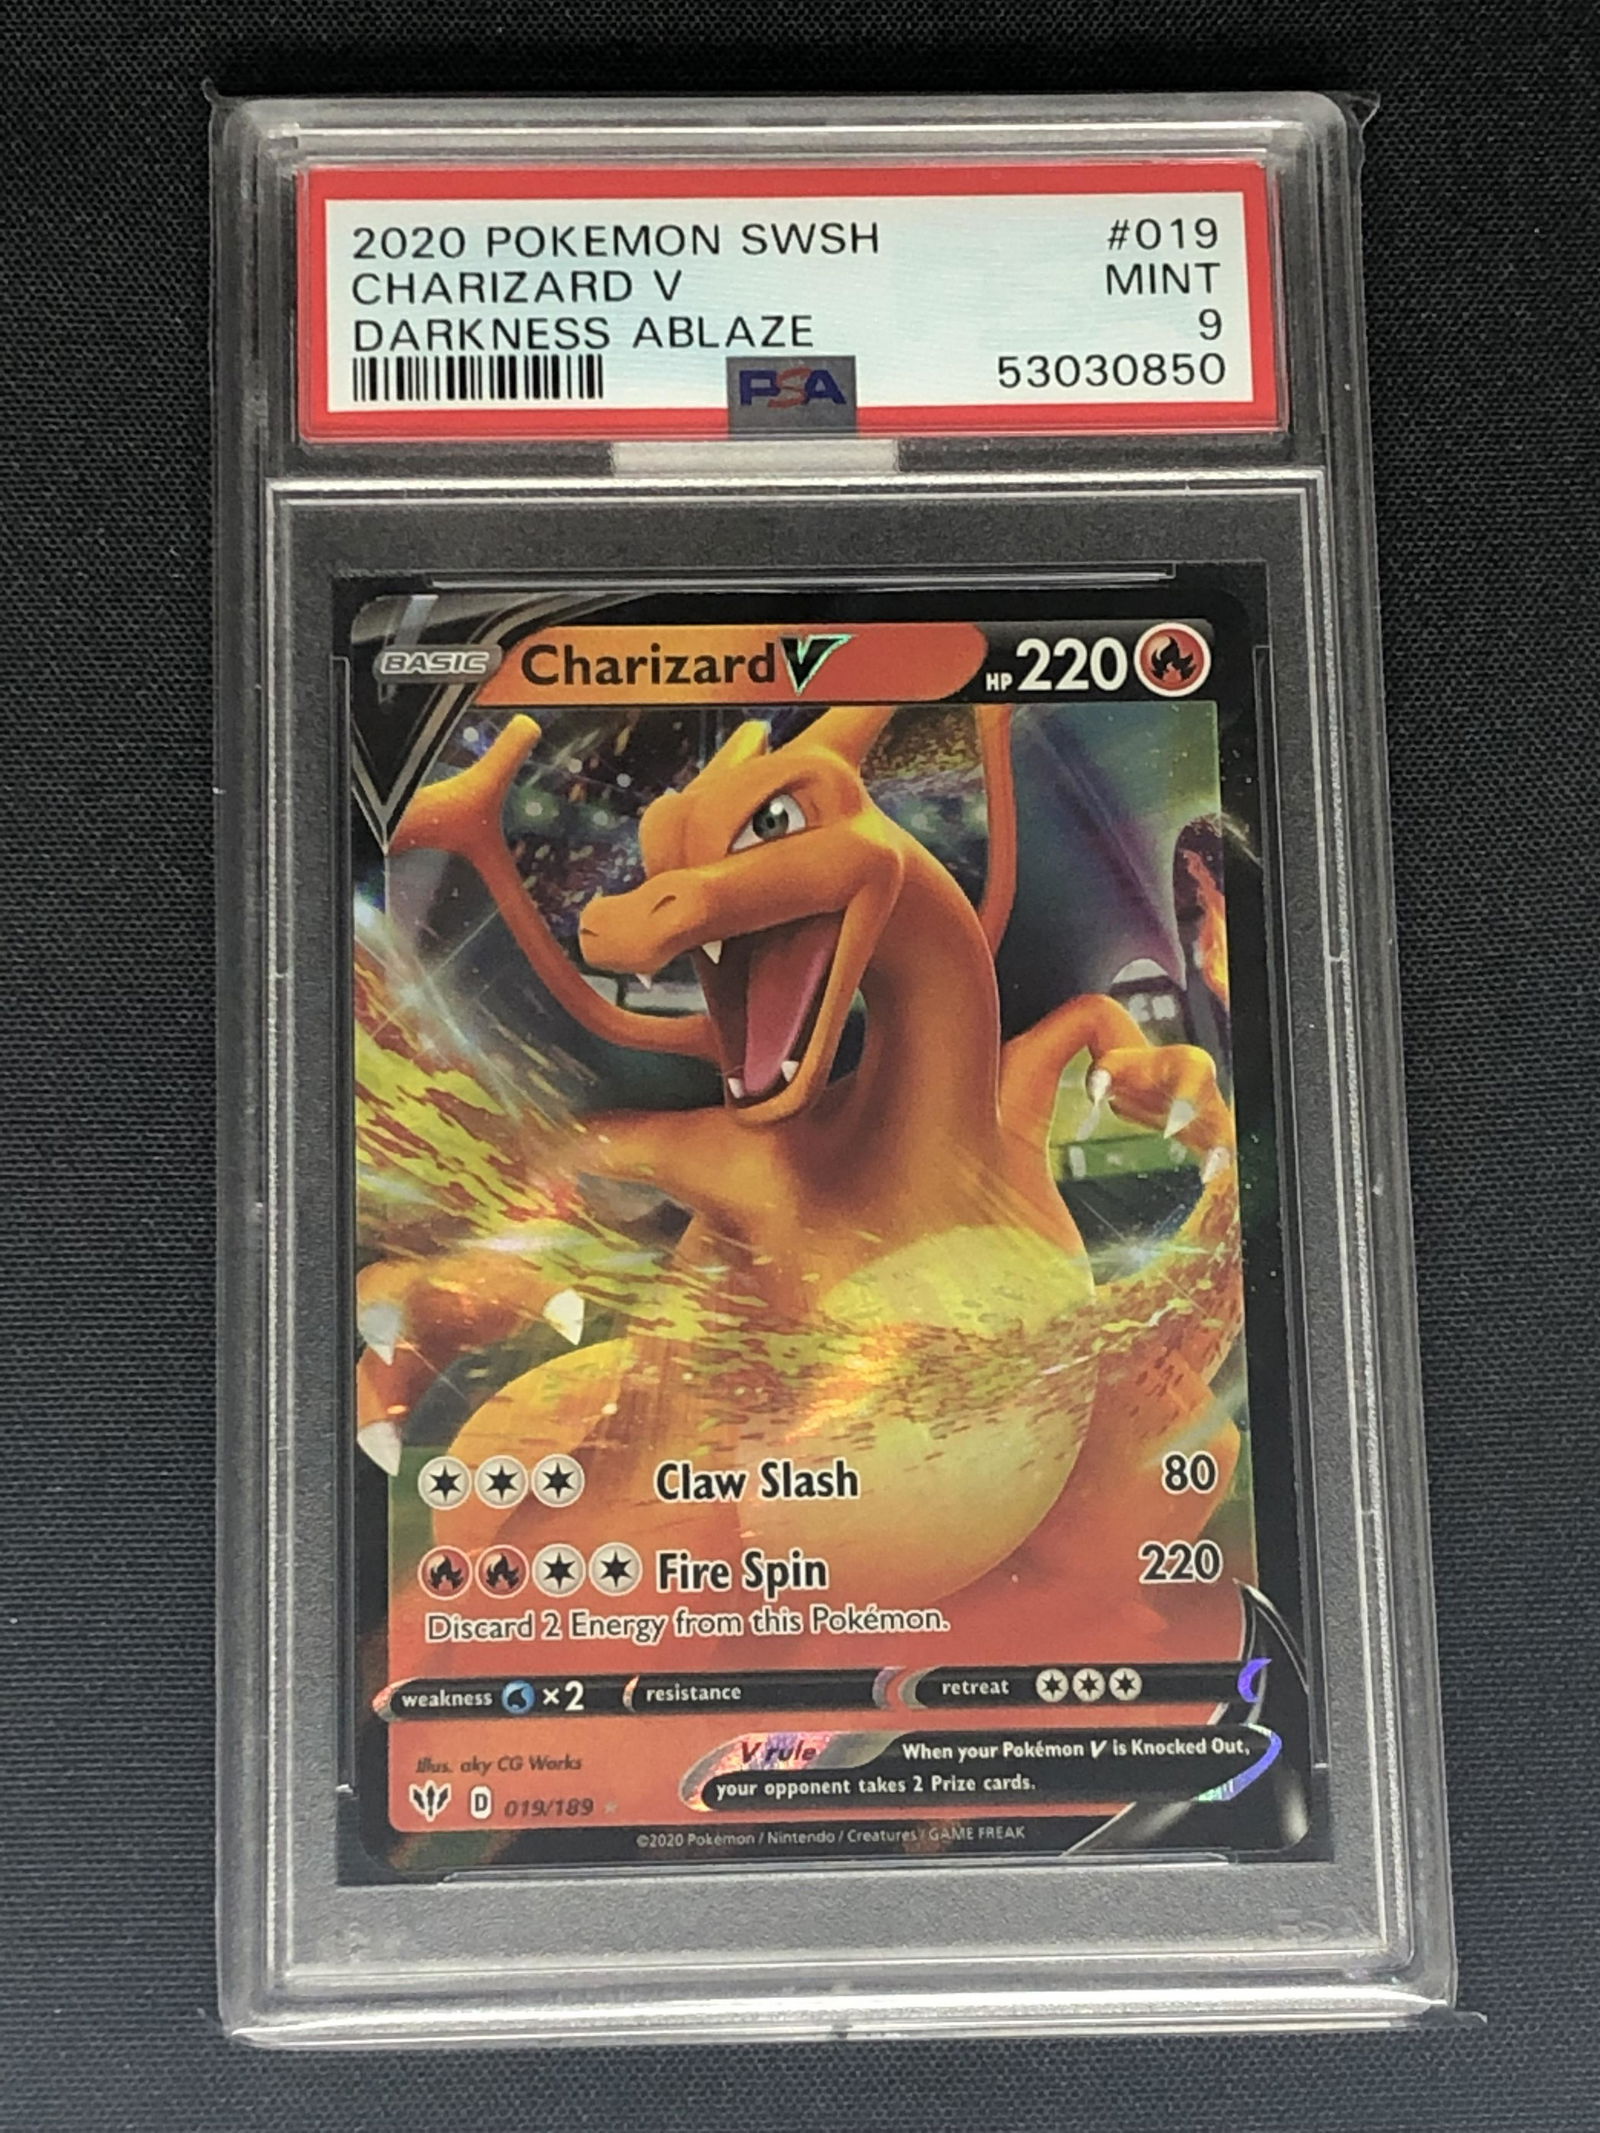 2020 POKEMON SWSH #019
CHARIZARD V MINT
DARKNESS ABLAZE 9
PSA 53030850
BASIC Charizard V HP 220
Claw Slash 80
Fire Spin 220
Discard 2 Energy from this Pokémon.
weakness ×2 resistance retreat
V rule When your Pokémon V is Knocked Out,
your opponent takes 2 Prize cards.
Illus. aky CG Works
D 019/189
©2020 Pokémon / Nintendo / Creatures / GAME FREAK